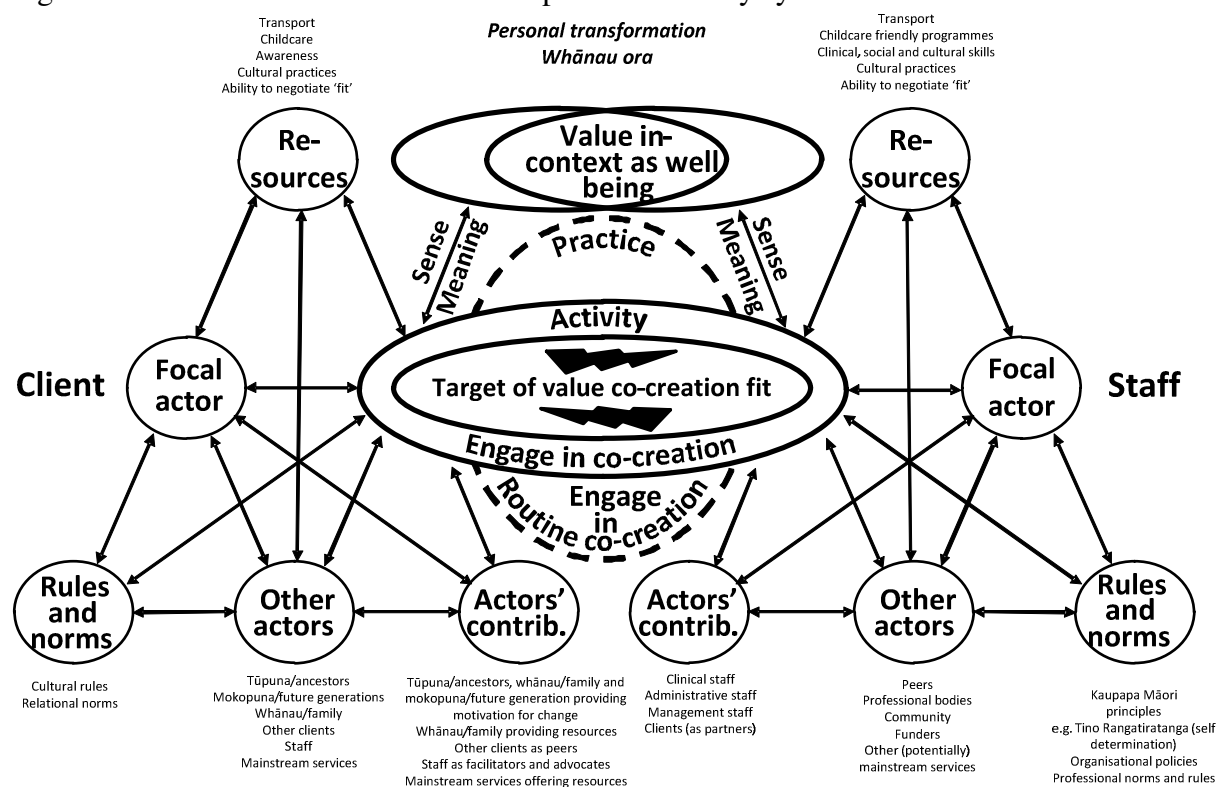 Transport
Childcare
Awareness
Cultural practices
Ability to negotiate ‘fit’
Personal transformation
Whānau ora
Transport
Childcare friendly programmes
Clinical, social and cultural skills
Cultural practices
Ability to negotiate ‘fit’
Re-
sources
Value in-
context as well
being
Re-
sources
Sense
Meaning
Practice
Meaning
Sense
Activity
Client
Focal
actor
Target of value co-creation fit
Focal
actor
Staff
Engage in co-creation
Engage
in
co-creation
Routine
Rules
and
norms
Other
actors
Actors’
contrib.
Actors’
contrib.
Other
actors
Rules
and
norms
Cultural rules
Relational norms
Tūpuna/ancestors
Mokopuna/future generations
Whānau/family
Other clients
Staff
Mainstream services
Tūpuna/ancestors, whānau/family and
mokopuna/future generation providing
motivation for change
Whānau/family providing resources
Other clients as peers
Staff as facilitators and advocates
Mainstream services offering resources
Clinical staff
Administrative staff
Management staff
Clients (as partners)
Peers
Professional bodies
Community
Funders
Other (potentially)
mainstream services
Kaupapa Māori
principles
e.g. Tino Rangatiratanga (self
determination)
Organisational policies
Professional norms and rules